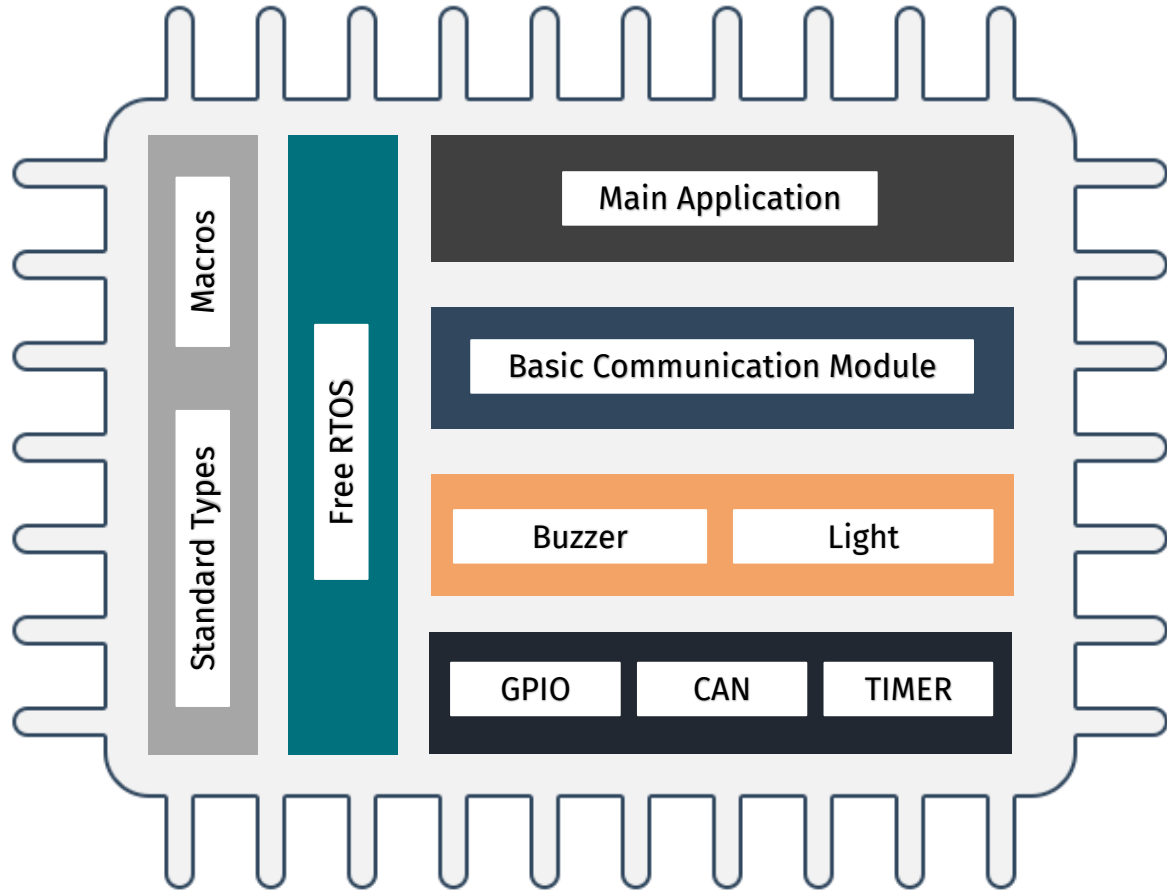 Macros
Standard Types
Free RTOS
Main Application
Basic Communication Module
Buzzer
Light
GPIO
CAN
TIMER